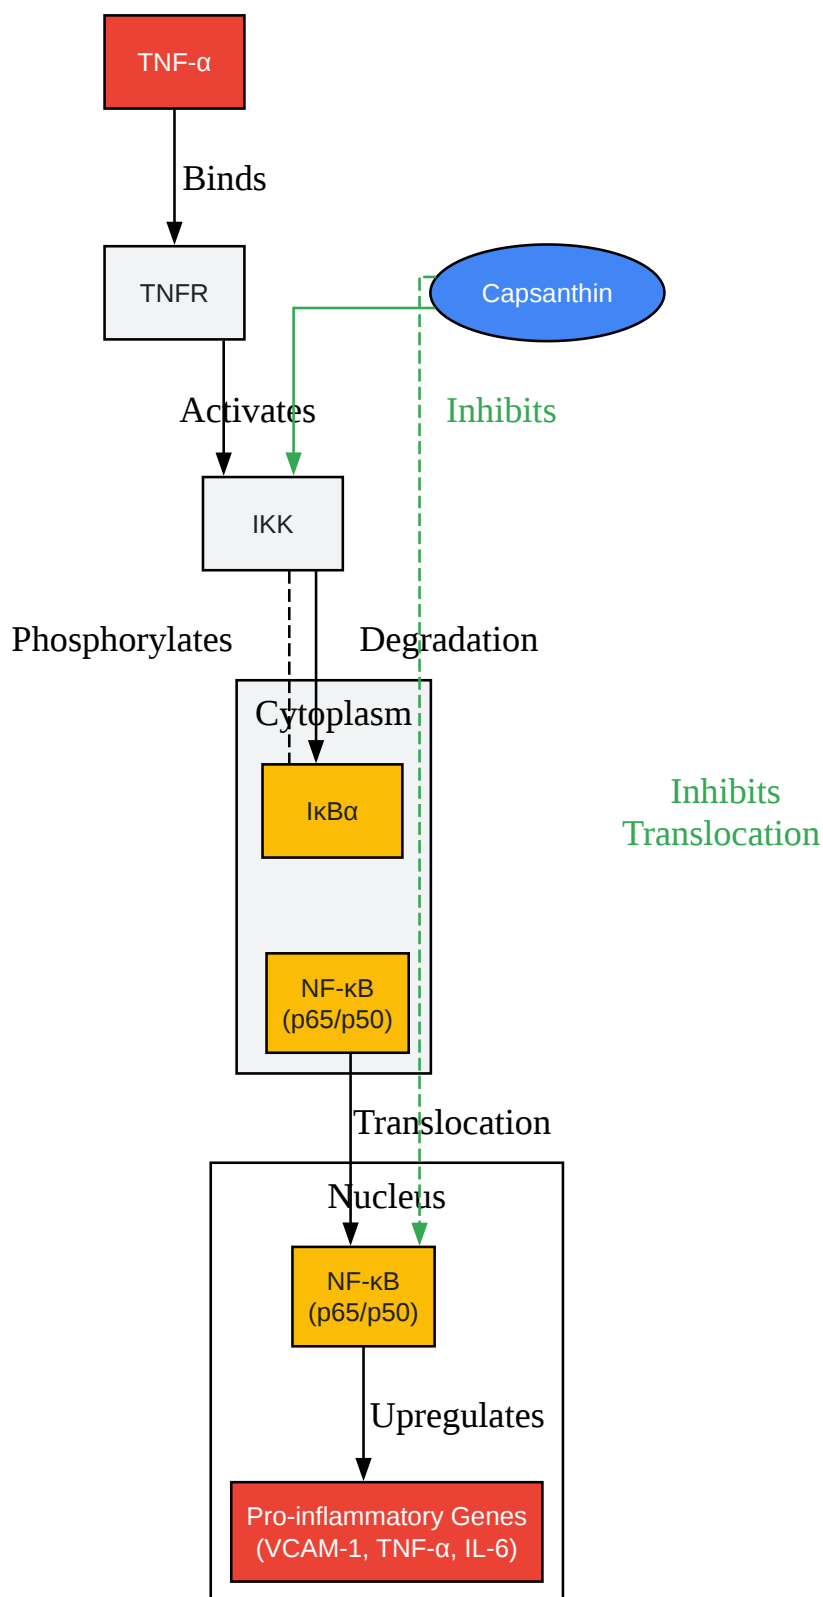 TNF-α
Binds
TNFR
Capsanthin
Activates
Inhibits
IKK
Phosphorylates
Degradation
Cytoplasm
IκBα
Inhibits
Translocation
NF-κB
(p65/p50)
Translocation
Nucleus
NF-κB
(p65/p50)
Upregulates
Pro-inflammatory Genes
(VCAM-1, TNF-α, IL-6)